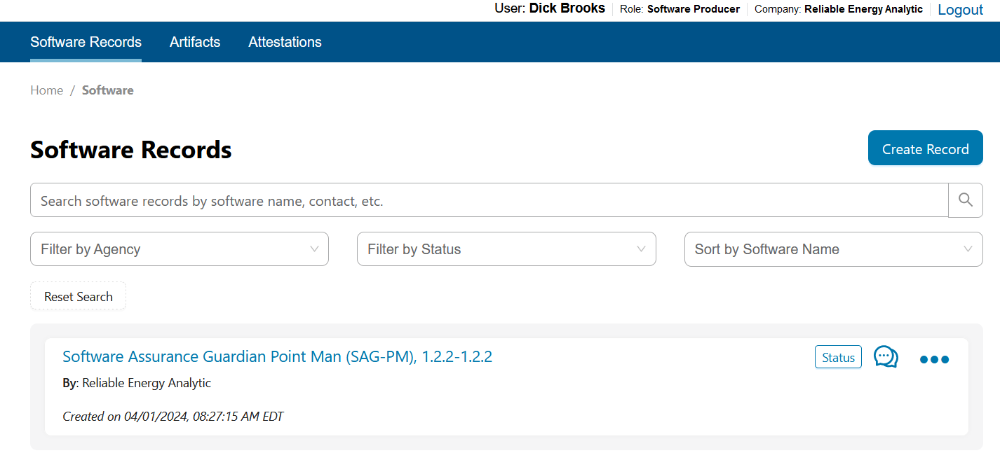 User: Dick Brooks Role: Software Producer Company: Reliable Energy Analytic Logout
Software Records Artifacts Attestations
Home / Software
Software Records
Create Record
Search software records by software name, contact, etc.
Filter by Agency Filter by Status Sort by Software Name
Reset Search
Software Assurance Guardian Point Man (SAG-PM), 1.2.2-1.2.2 Status
By: Reliable Energy Analytic
Created on 04/01/2024, 08:27:15 AM EDT